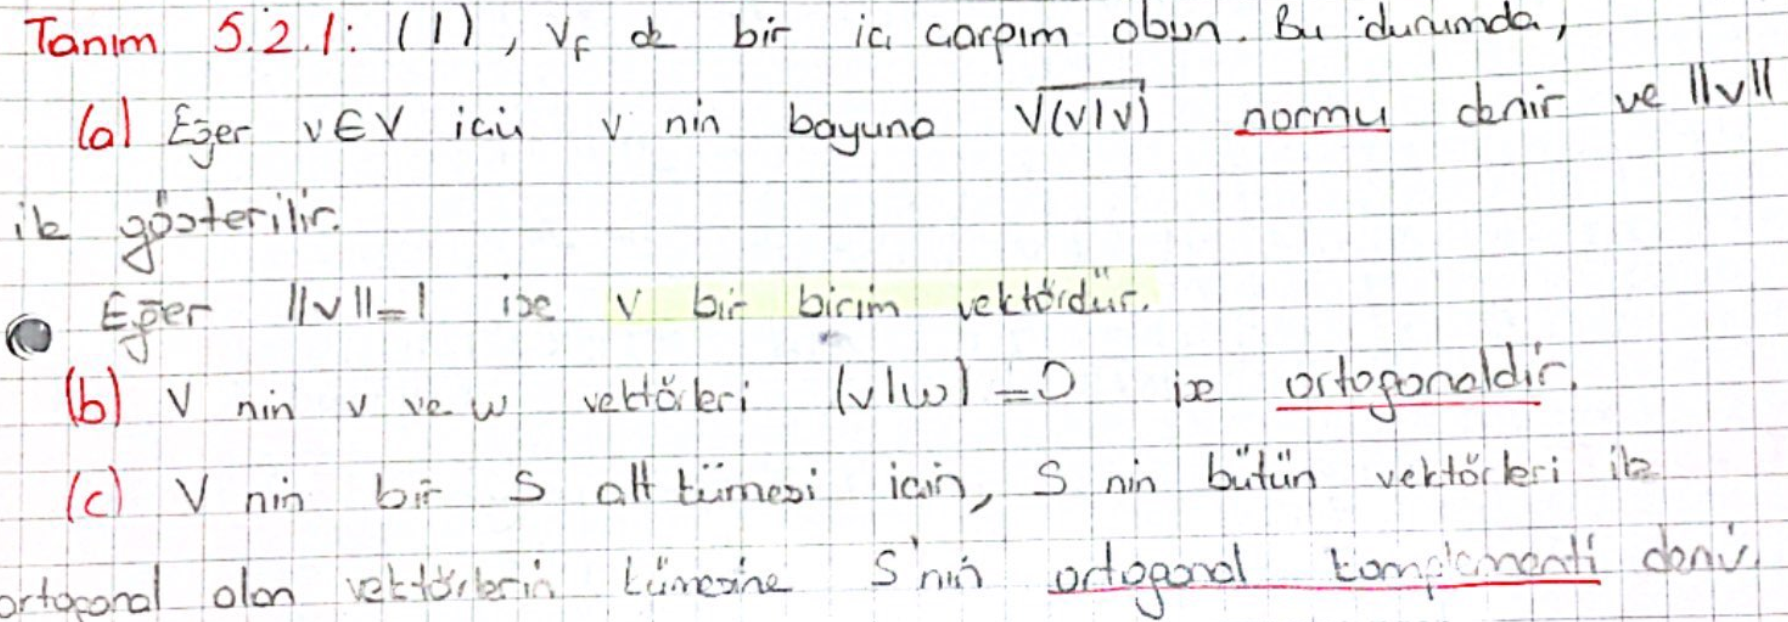 Tanım 5.2.1: ( | ), V_F de bir iç çarpım olsun. Bu durumda,
(a) Eğer v∈V için v nin boyuna √(v|v) normu denir ve ||v||
ile gösterilir.
Eğer ||v||=1 ise v bir birim vektördür.
(b) V nin v ve w vektörleri (v|w)=0 ise ortogonaldir.
(c) V nin bir S alt kümesi için, S nin bütün vektörleri ile
ortogonal olan vektörlerin kümesine S'nin ortogonal komplementi denir.